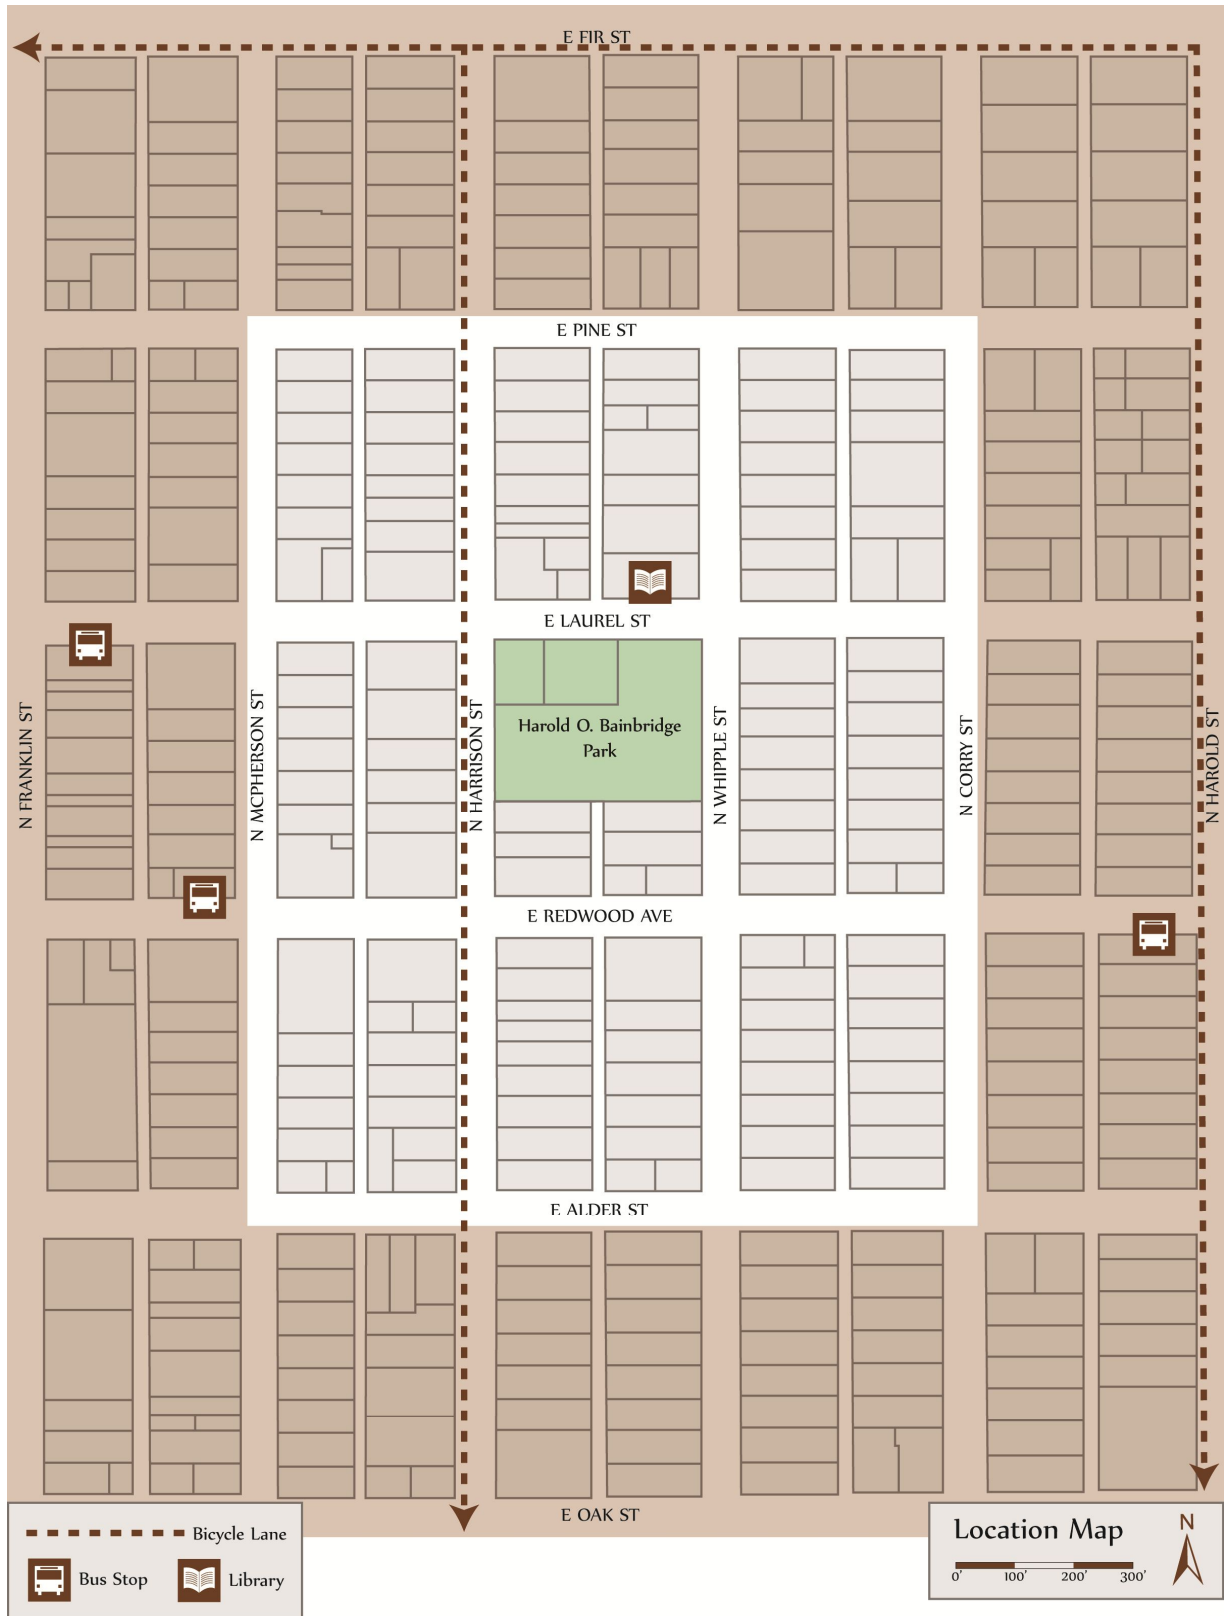 E FIR ST
E PINE ST
E LAUREL ST
Harold O. Bainbridge
Park
N FRANKLIN ST
N MCPHERSON ST
N HARRISON ST
N WHIPPLE ST
N CORRY ST
N HAROLD ST
E REDWOOD AVE
E ALDER ST
E OAK ST
Bicycle Lane
Bus Stop
Library
Location Map
N
0' 100' 200' 300'